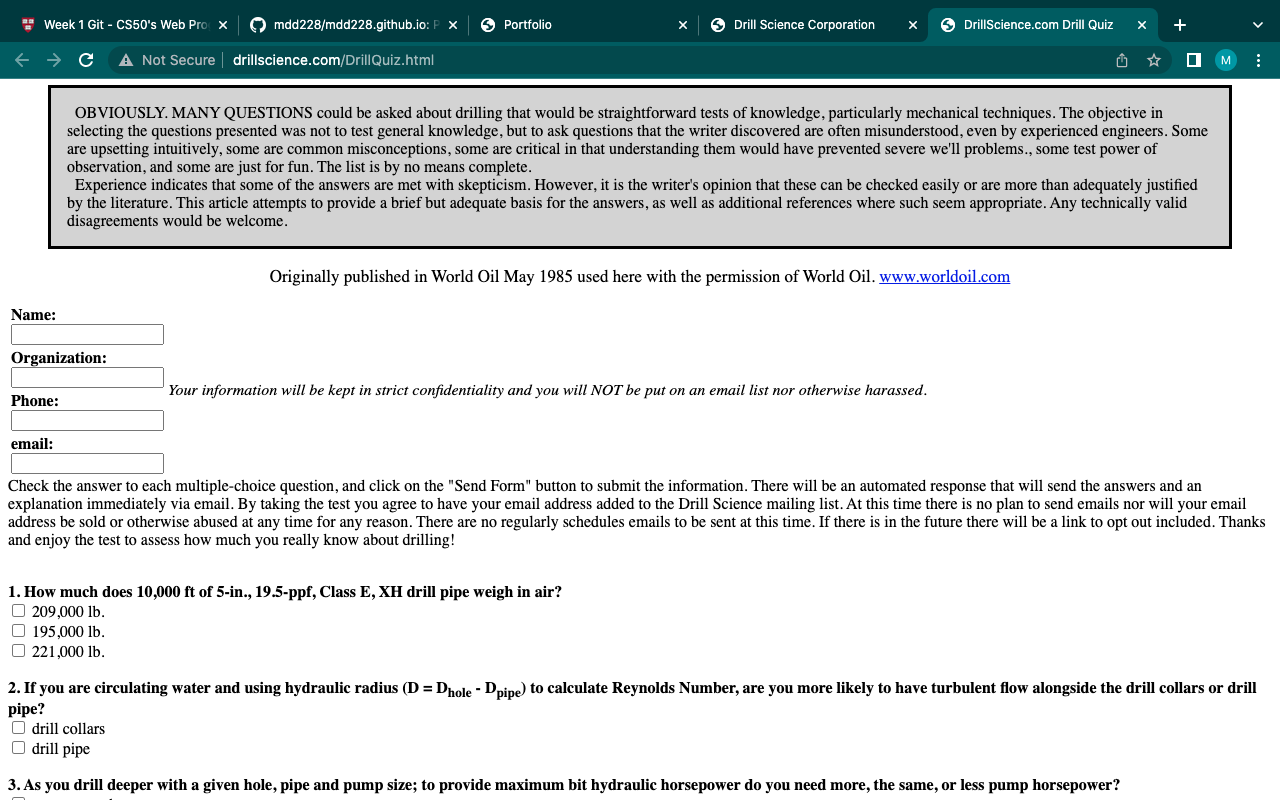 Week 1 Git - CS50's Web Pro
mdd228/mdd228.github.io: P
Portfolio
Drill Science Corporation
DrillScience.com Drill Quiz
Not Secure
drillscience.com/DrillQuiz.html
M
OBVIOUSLY. MANY QUESTIONS could be asked about drilling that would be straightforward tests of knowledge, particularly mechanical techniques. The objective in
selecting the questions presented was not to test general knowledge, but to ask questions that the writer discovered are often misunderstood, even by experienced engineers. Some
are upsetting intuitively, some are common misconceptions, some are critical in that understanding them would have prevented severe we'll problems., some test power of
observation, and some are just for fun. The list is by no means complete.
Experience indicates that some of the answers are met with skepticism. However, it is the writer's opinion that these can be checked easily or are more than adequately justified
by the literature. This article attempts to provide a brief but adequate basis for the answers, as well as additional references where such seem appropriate. Any technically valid
disagreements would be welcome.
Originally published in World Oil May 1985 used here with the permission of World Oil. www.worldoil.com
Name:
Organization:
Your information will be kept in strict confidentiality and you will NOT be put on an email list nor otherwise harassed.
Phone:
email:
Check the answer to each multiple-choice question, and click on the "Send Form" button to submit the information. There will be an automated response that will send the answers and an
explanation immediately via email. By taking the test you agree to have your email address added to the Drill Science mailing list. At this time there is no plan to send emails nor will your email
address be sold or otherwise abused at any time for any reason. There are no regularly schedules emails to be sent at this time. If there is in the future there will be a link to opt out included. Thanks
and enjoy the test to assess how much you really know about drilling!
1. How much does 10,000 ft of 5-in., 19.5-ppf, Class E, XH drill pipe weigh in air?
209,000 lb.
195,000 lb.
221,000 lb.
2. If you are circulating water and using hydraulic radius (D = Dhole - Dpipe) to calculate Reynolds Number, are you more likely to have turbulent flow alongside the drill collars or drill
pipe?
drill collars
drill pipe
3. As you drill deeper with a given hole, pipe and pump size; to provide maximum bit hydraulic horsepower do you need more, the same, or less pump horsepower?